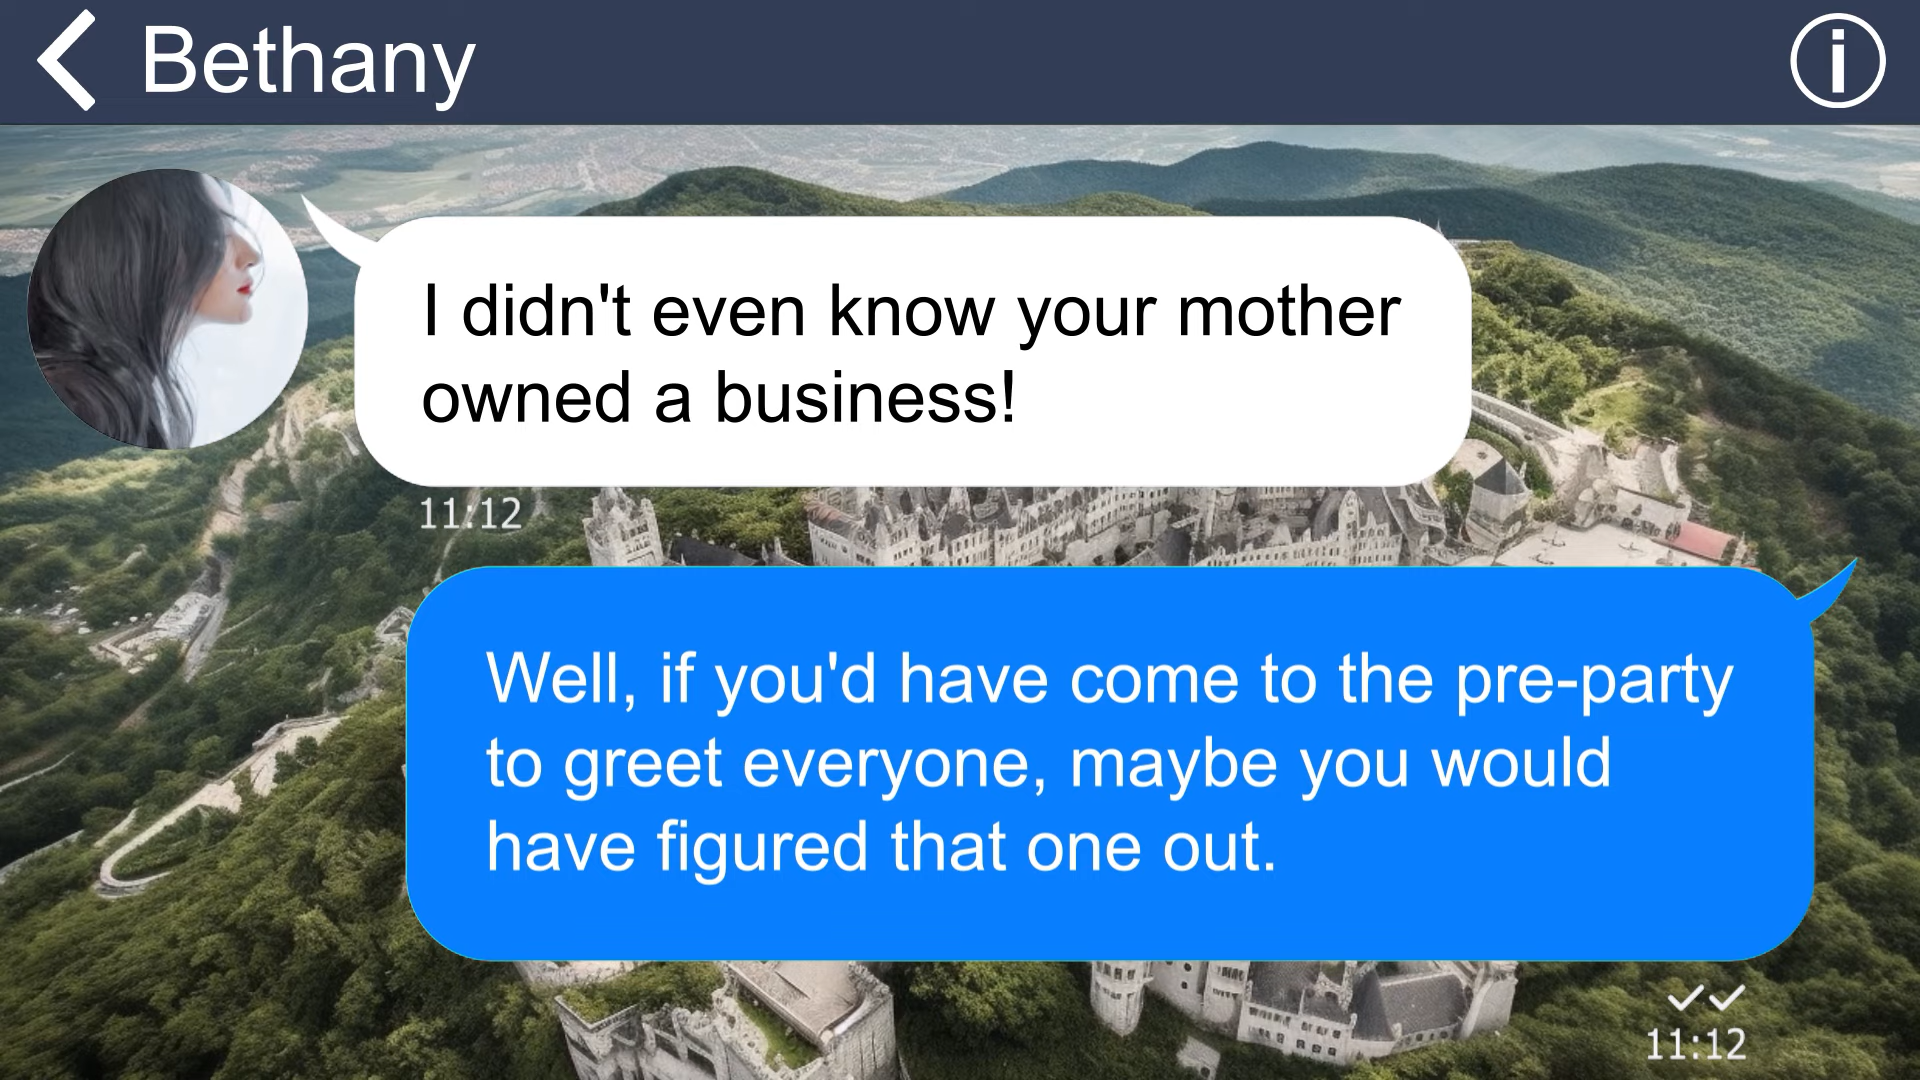 Bethany
I didn't even know your mother
owned a business!
11:12
Well, if you'd have come to the pre-party
to greet everyone, maybe you would
have figured that one out.
11:12